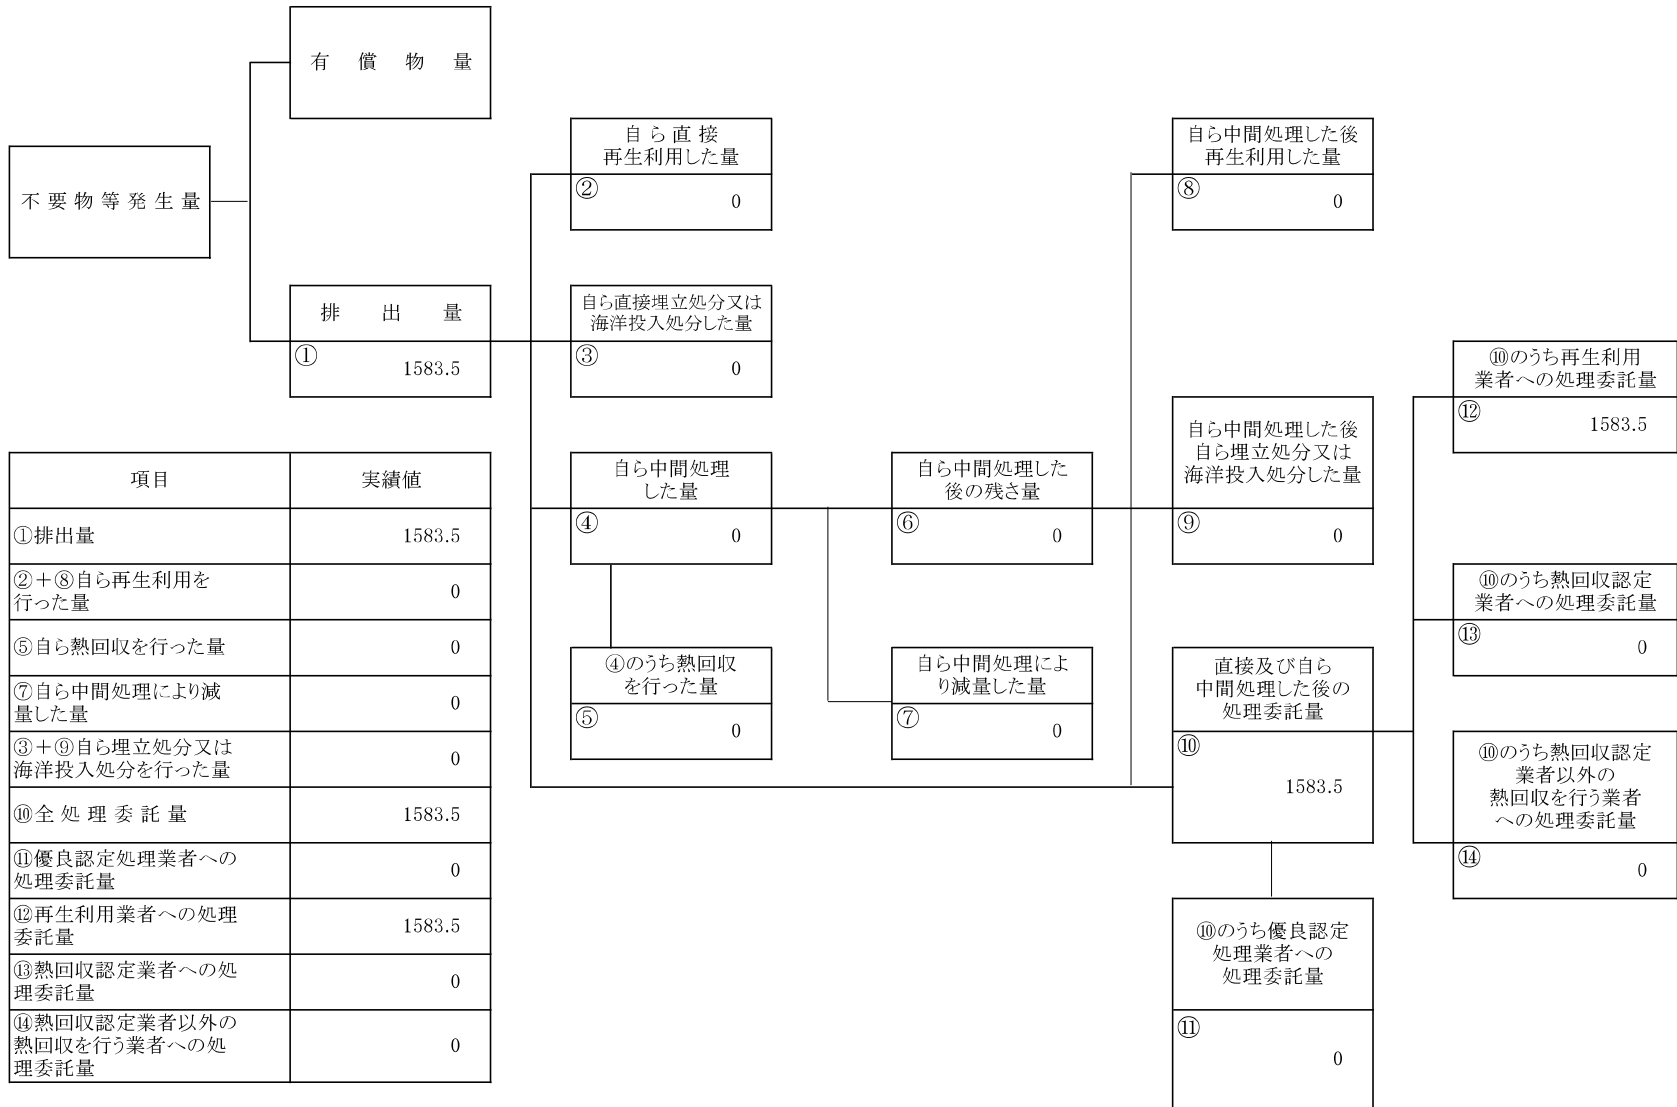 有償物量
不要物等発生量
自ら直接
再生利用した量
②
0
自ら中間処理した後
再生利用した量
⑧
0
排出量
①
1583.5
自ら直接埋立処分又は
海洋投入処分した量
③
0
⑩のうち再生利用
業者への処理委託量
⑫
1583.5
自ら中間処理
した量
④
0
自ら中間処理した
後の残さ量
⑥
0
自ら中間処理した後
自ら埋立処分又は
海洋投入処分した量
⑨
0
⑩のうち熱回収認定
業者への処理委託量
⑬
0
④のうち熱回収
を行った量
⑤
0
自ら中間処理によ
り減量した量
⑦
0
直接及び自ら
中間処理した後の
処理委託量
⑩
1583.5
⑩のうち熱回収認定
業者以外の
熱回収を行う業者
への処理委託量
⑭
0
⑩のうち優良認定
処理業者への
処理委託量
⑪
0
項目 実績値
①排出量 1583.5
②+⑧自ら再生利用を
行った量 0
⑤自ら熱回収を行った量 0
⑦自ら中間処理により減
量した量 0
③+⑨自ら埋立処分又は
海洋投入処分を行った量 0
⑩全処理委託量 1583.5
⑪優良認定処理業者への
処理委託量 0
⑫再生利用業者への処理
委託量 1583.5
⑬熱回収認定業者への処
理委託量 0
⑭熱回収認定業者以外の
熱回収を行う業者への処
理委託量 0